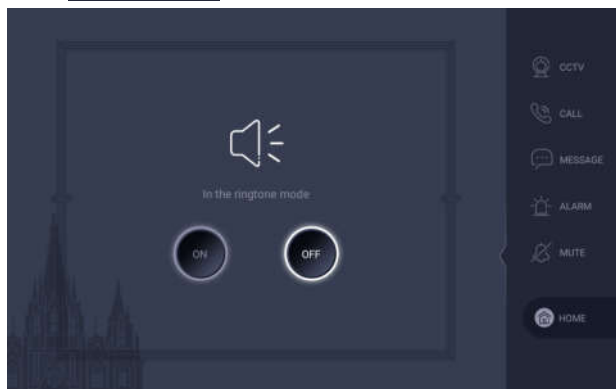 In the ringtone mode
ON
OFF
CCTV
CALL
MESSAGE
ALARM
MUTE
HOME